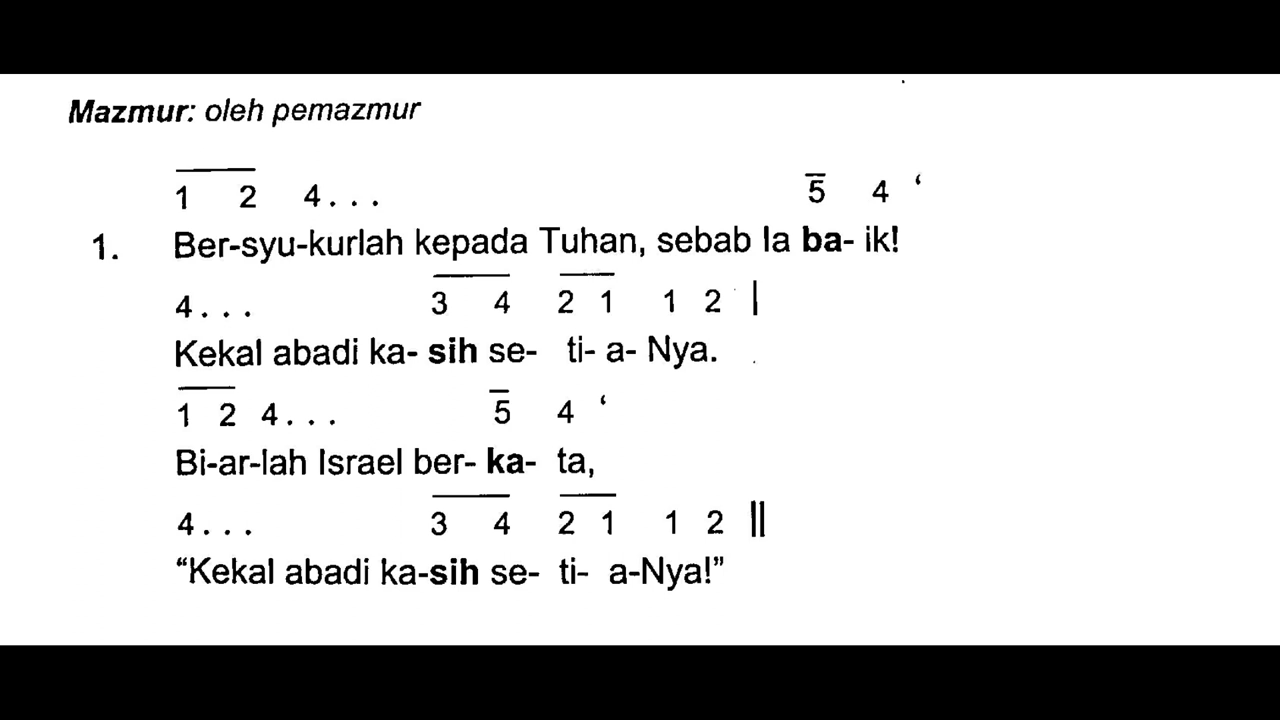 Mazmur: oleh pemazmur
1 2 4... 5 4 ‘
1. Ber-syu-kurlah kepada Tuhan, sebab Ia ba- ik!
4... 3 4 2 1 1 2 |
Kekal abadi ka- sih se- ti- a- Nya.
1 2 4... 5 4 ‘
Bi-ar-lah Israel ber- ka- ta,
4... 3 4 2 1 1 2 ||
“Kekal abadi ka-sih se- ti- a-Nya!”